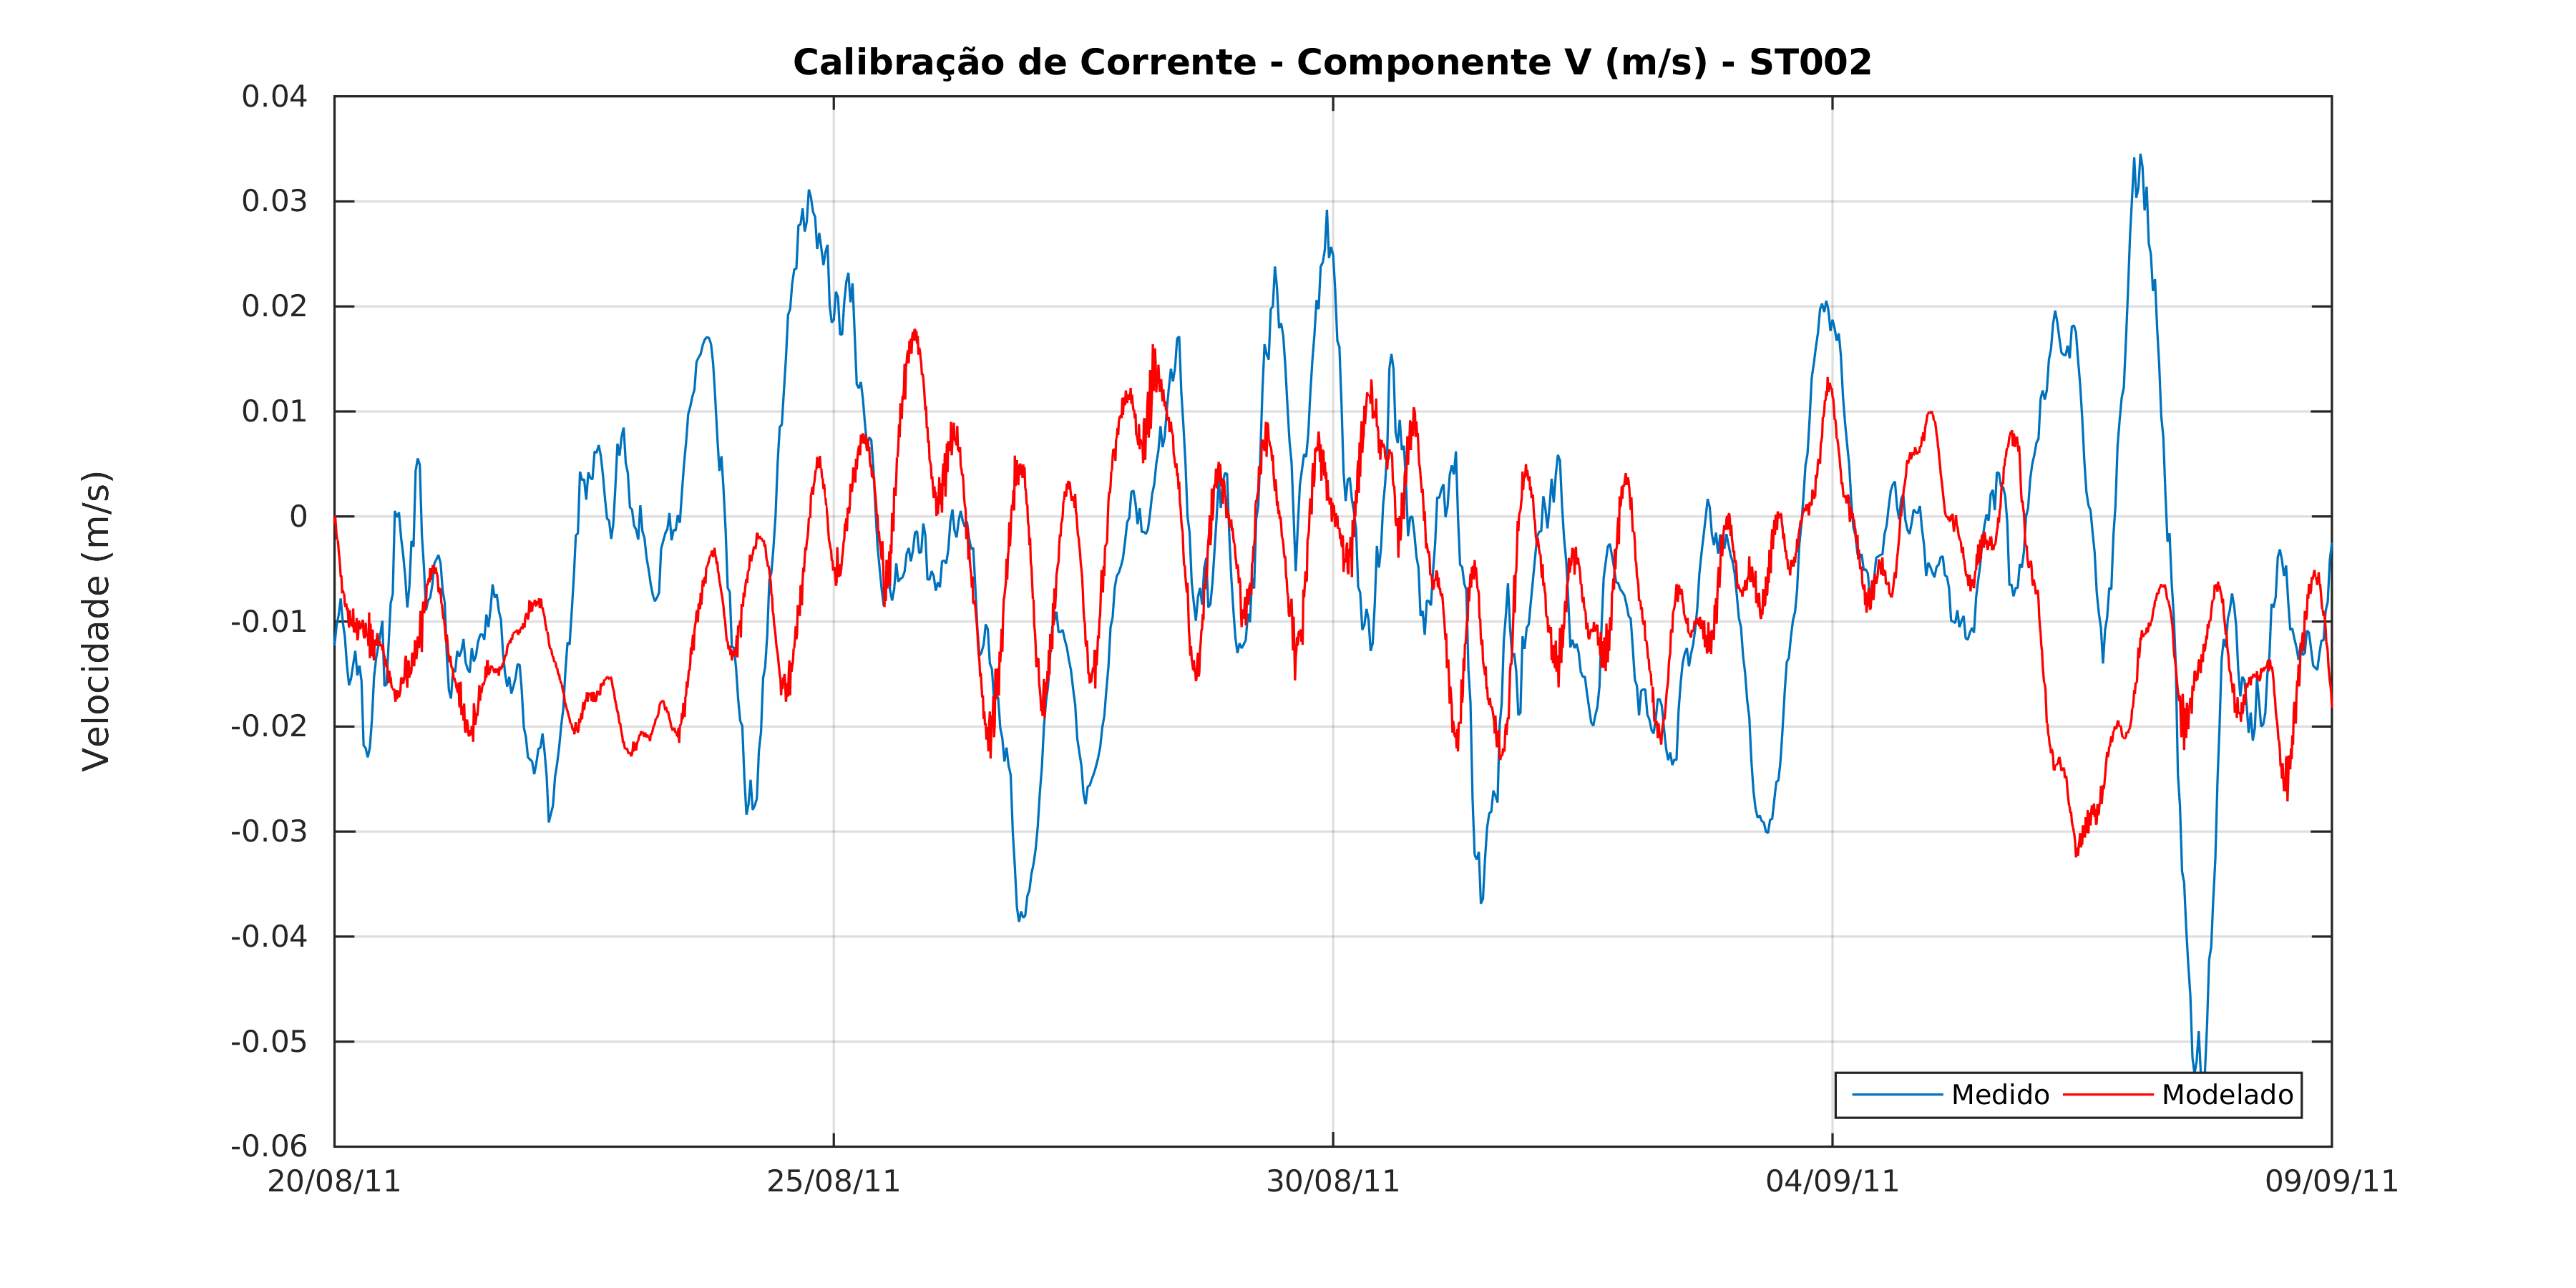 Calibração de Corrente - Componente V (m/s) - ST002
0.04
0.03
0.02
0.01
0
-0.01
-0.02
-0.03
-0.04
-0.05
-0.06
Velocidade (m/s)
Medido Modelado
20/08/11 25/08/11 30/08/11 04/09/11 09/09/11